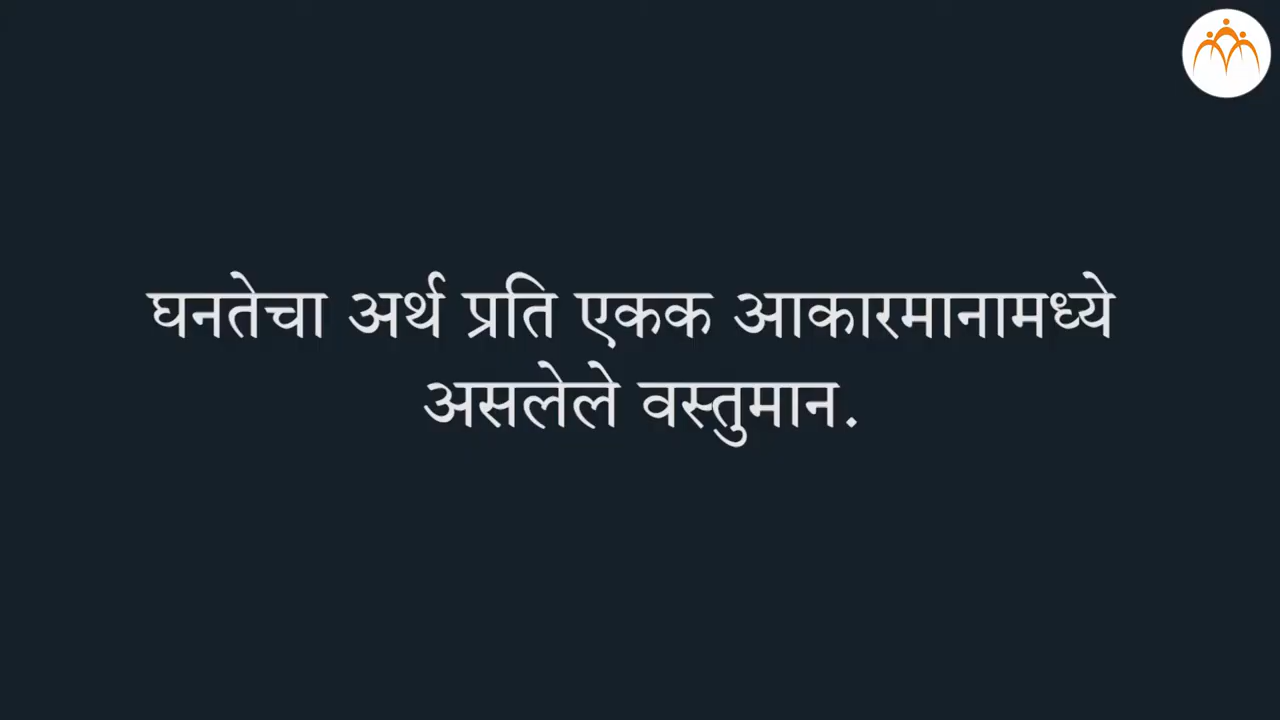 घनतेचा अर्थ प्रति एकक आकारमानामध्ये
असलेले वस्तुमान.